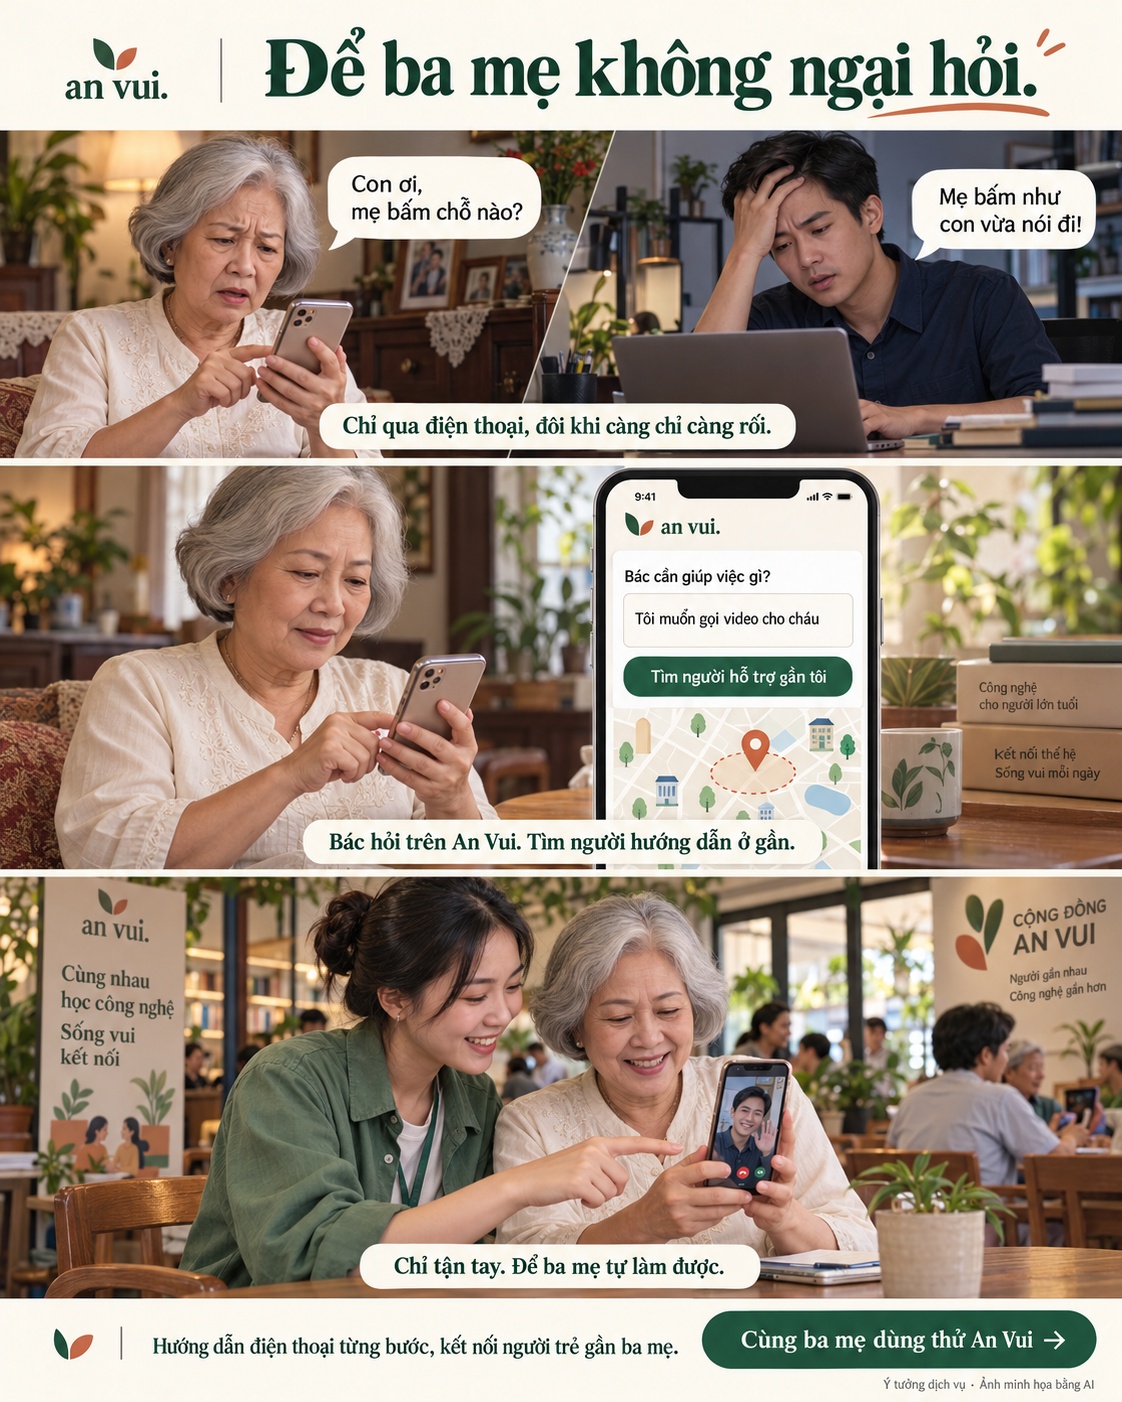 an vui.
Để ba mẹ không ngại hỏi.
Con ơi,
mẹ bấm chỗ nào?
Mẹ bấm như
con vừa nói đi!
Chỉ qua điện thoại, đôi khi càng chỉ càng rối.
9:41
an vui.
Bác cần giúp việc gì?
Tôi muốn gọi video cho cháu
Tìm người hỗ trợ gần tôi
Công nghệ
cho người lớn tuổi
Kết nối thế hệ
Sống vui mỗi ngày
Bác hỏi trên An Vui. Tìm người hướng dẫn ở gần.
an vui.
Cùng nhau
học công nghệ
Sống vui
kết nối
CỘNG ĐỒNG
AN VUI
Người gần nhau
Công nghệ gần hơn
Chỉ tận tay. Để ba mẹ tự làm được.
Hướng dẫn điện thoại từng bước, kết nối người trẻ gần ba mẹ.
Cùng ba mẹ dùng thử An Vui →
Ý tưởng dịch vụ • Ảnh minh họa bằng AI